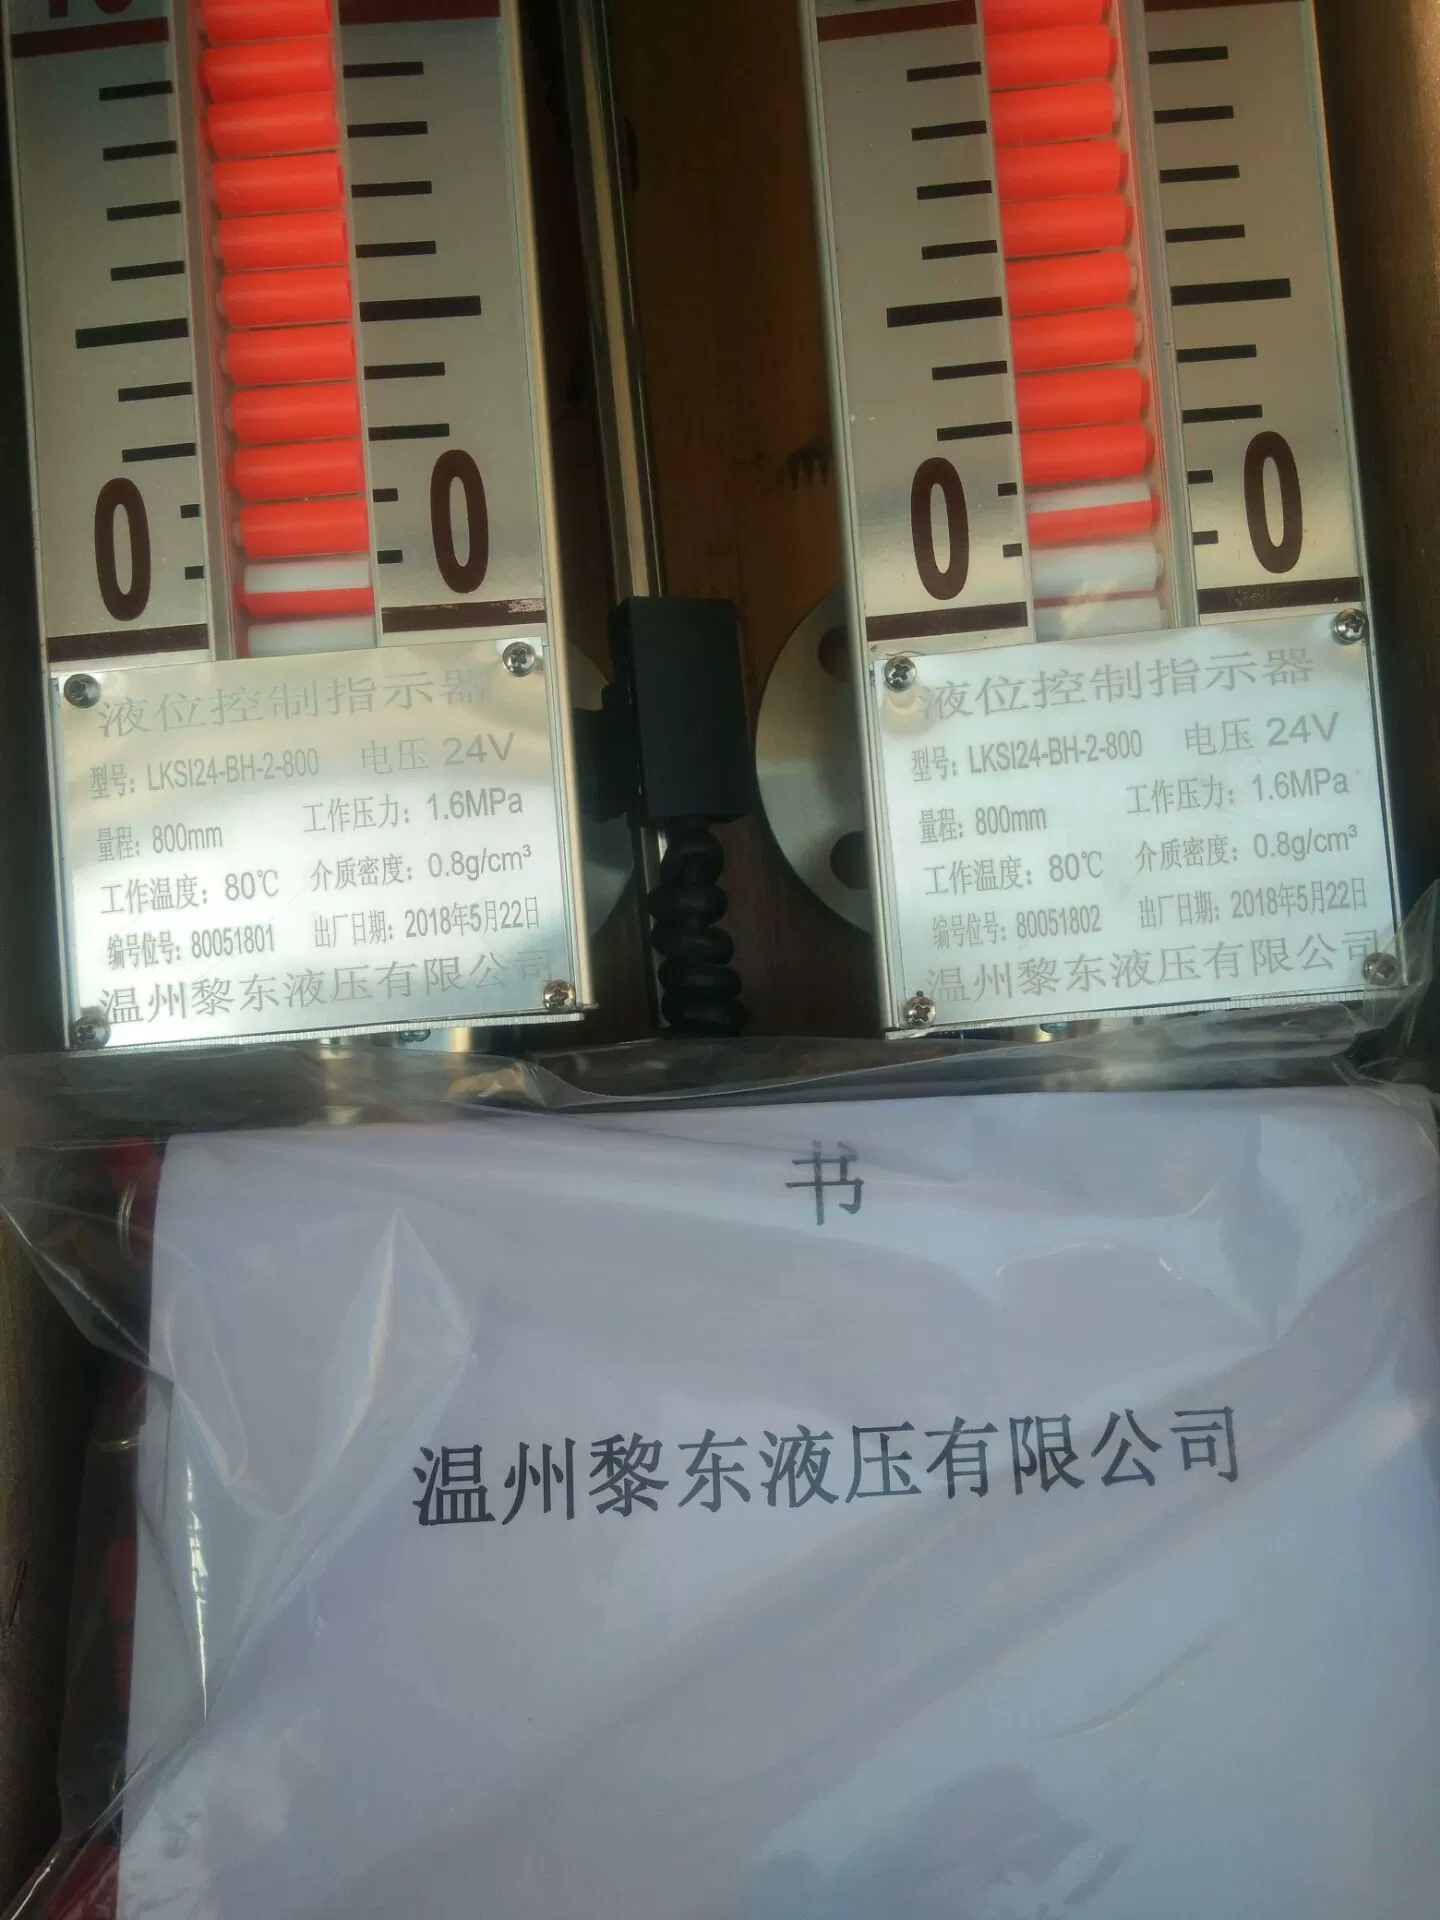 0 0
液位控制指示器
型号: LKSI24-BH-2-800 电压 24V
量程: 800mm 工作压力: 1.6MPa
工作温度: 80℃ 介质密度: 0.8g/cm³
编号位号: 80051801 出厂日期: 2018年5月22日
温州黎东液压有限公司
0 0
液位控制指示器
型号: LKSI24-BH-2-800 电压 24V
量程: 800mm 工作压力: 1.6MPa
工作温度: 80℃ 介质密度: 0.8g/cm³
编号位号: 80051802 出厂日期: 2018年5月22日
温州黎东液压有限公司
书
温州黎东液压有限公司